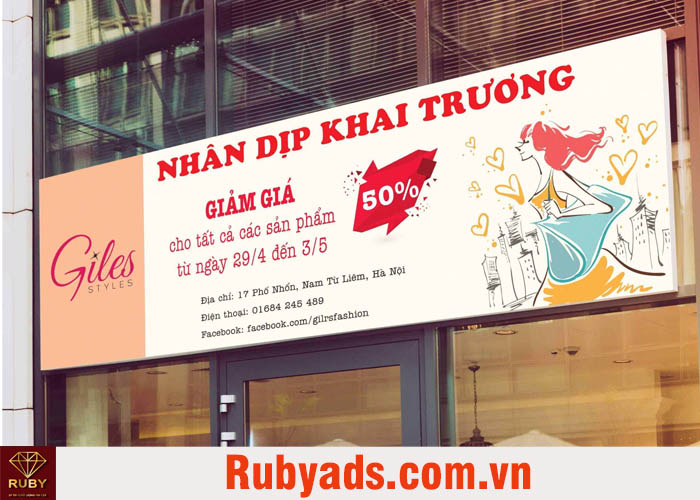 NHÂN DỊP KHAI TRƯƠNG
GIẢM GIÁ
cho tất cả các sản phẩm
từ ngày 29/4 đến 3/5
50%
Giles
STYLES
Địa chỉ: 17 Phố Nhổn, Nam Từ Liêm, Hà Nội
Điện thoại: 01684 245 489
Facebook: facebook.com/gilrsfashion
RUBY
Rubyads.com.vn